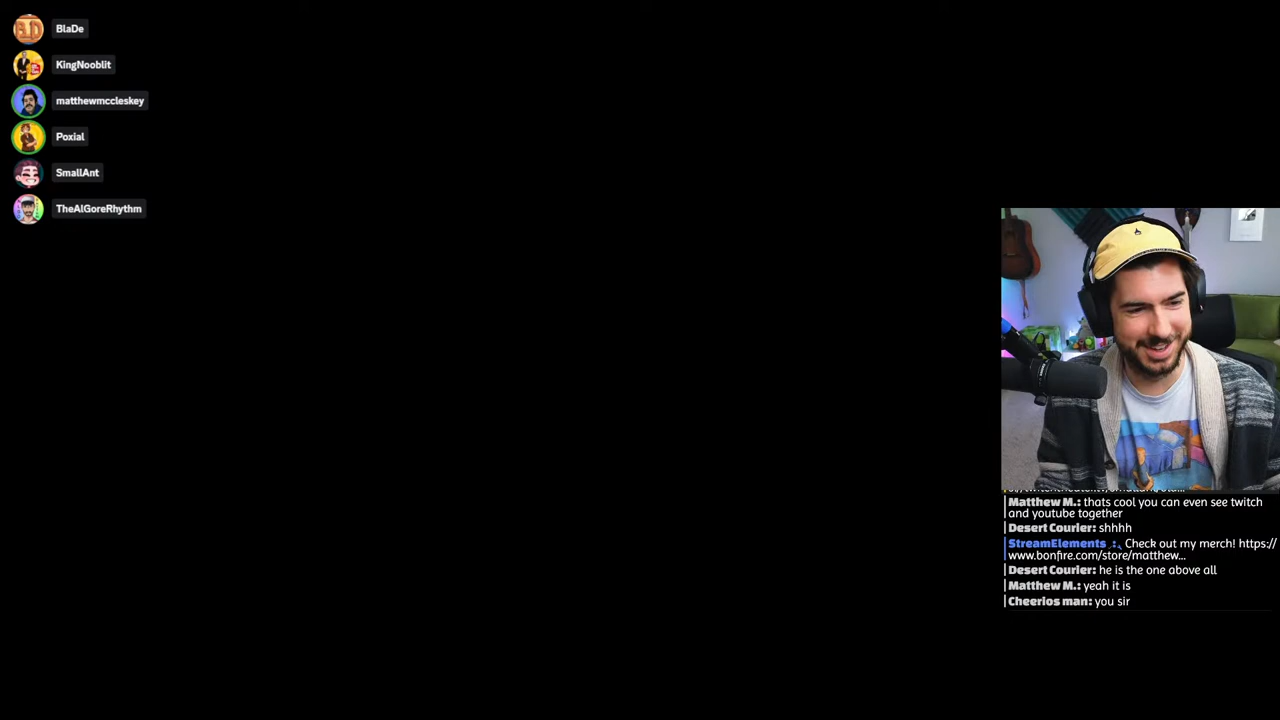 BlaDe
KingNooblit
matthewmccleskey
Poxial
SmallAnt
TheAlGoreRhythm
Matthew M.: thats cool you can even see twitch
and youtube together
Desert Courier: shhhh
StreamElements : Check out my merch! https://
www.bonfire.com/store/matthew...
Desert Courier: he is the one above all
Matthew M.: yeah it is
Cheerios man: you sir